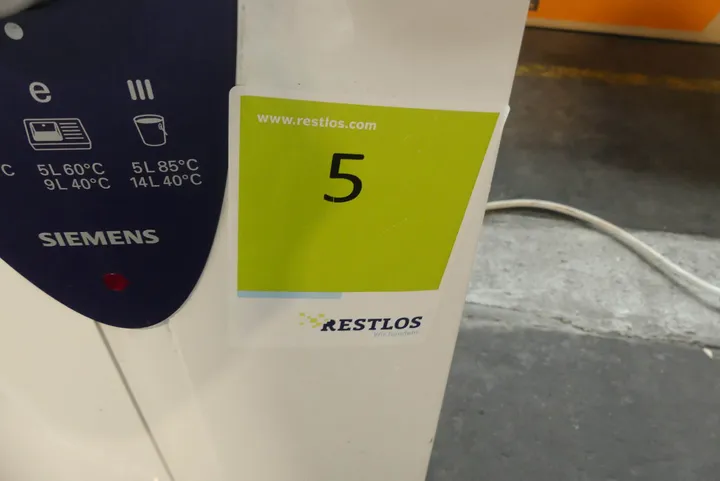 e III
C 5L 60°C 5L 85°C
9L 40°C 14L 40°C
SIEMENS
www.restlos.com
5
RESTLOS